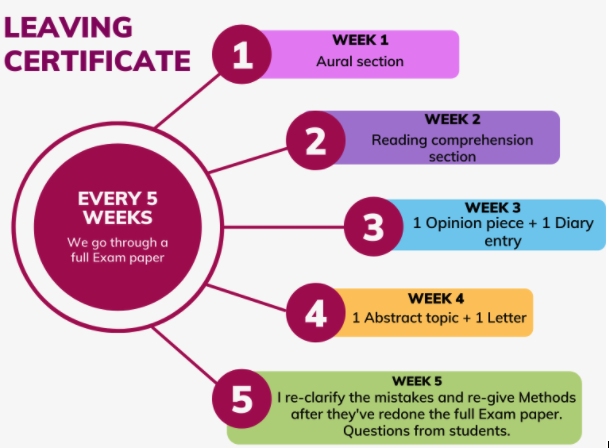 LEAVING
CERTIFICATE
EVERY 5
WEEKS
We go through a
full Exam paper
1
WEEK 1
Aural section
2
WEEK 2
Reading comprehension
section
3
WEEK 3
1 Opinion piece + 1 Diary
entry
4
WEEK 4
1 Abstract topic + 1 Letter
5
WEEK 5
I re-clarify the mistakes and re-give Methods
after they've redone the full Exam paper.
Questions from students.